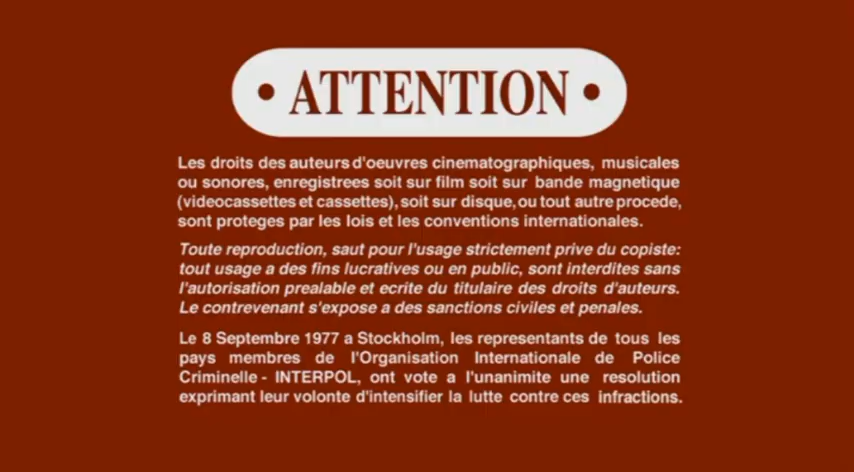 • ATTENTION •
Les droits des auteurs d'oeuvres cinematographiques, musicales
ou sonores, enregistrees soit sur film soit sur bande magnetique
(videocassettes et cassettes), soit sur disque, ou tout autre procede,
sont proteges par les lois et les conventions internationales.
Toute reproduction, saut pour l'usage strictement prive du copiste:
tout usage a des fins lucratives ou en public, sont interdites sans
l'autorisation prealable et ecrite du titulaire des droits d'auteurs.
Le contrevenant s'expose a des sanctions civiles et penales.
Le 8 Septembre 1977 a Stockholm, les representants de tous les
pays membres de l'Organisation Internationale de Police
Criminelle - INTERPOL, ont vote a l'unanimite une resolution
exprimant leur volonte d'intensifier la lutte contre ces infractions.